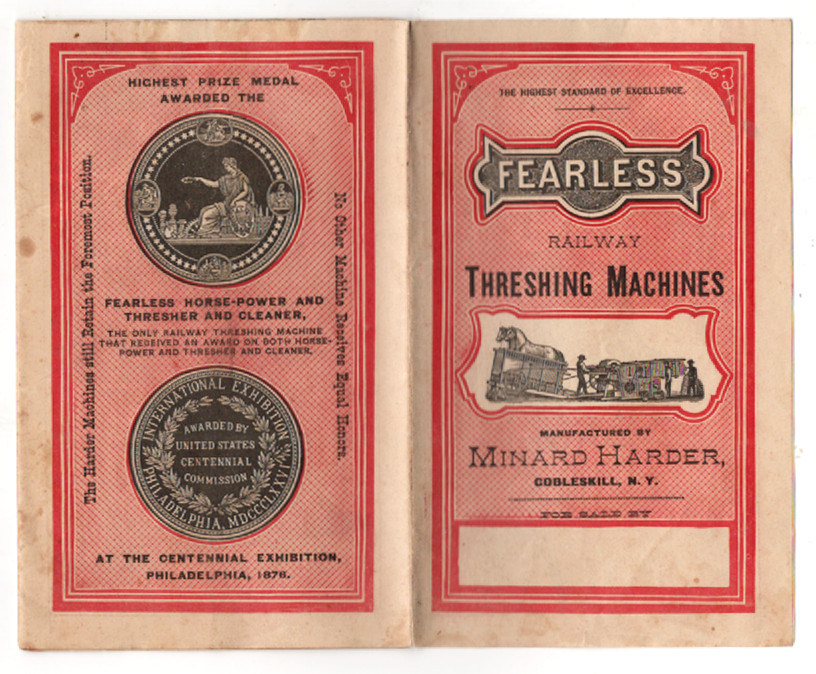 HIGHEST PRIZE MEDAL
AWARDED THE
The Harder Machines still Retain the Foremost Position.
No Other Machine Receives Equal Honors.
FEARLESS HORSE-POWER AND
THRESHER AND CLEANER,
THE ONLY RAILWAY THRESHING MACHINE
THAT RECEIVED AN AWARD ON BOTH HORSE-
POWER AND THRESHER AND CLEANER,
INTERNATIONAL EXHIBITION
AWARDED BY
UNITED STATES
CENTENNIAL
COMMISSION
PHILADELPHIA, MDCCCLXXVI
AT THE CENTENNIAL EXHIBITION,
PHILADELPHIA, 1876.
THE HIGHEST STANDARD OF EXCELLENCE.
FEARLESS
RAILWAY
THRESHING MACHINES
MANUFACTURED BY
MINARD HARDER,
COBLESKILL, N. Y.
FOR SALE BY